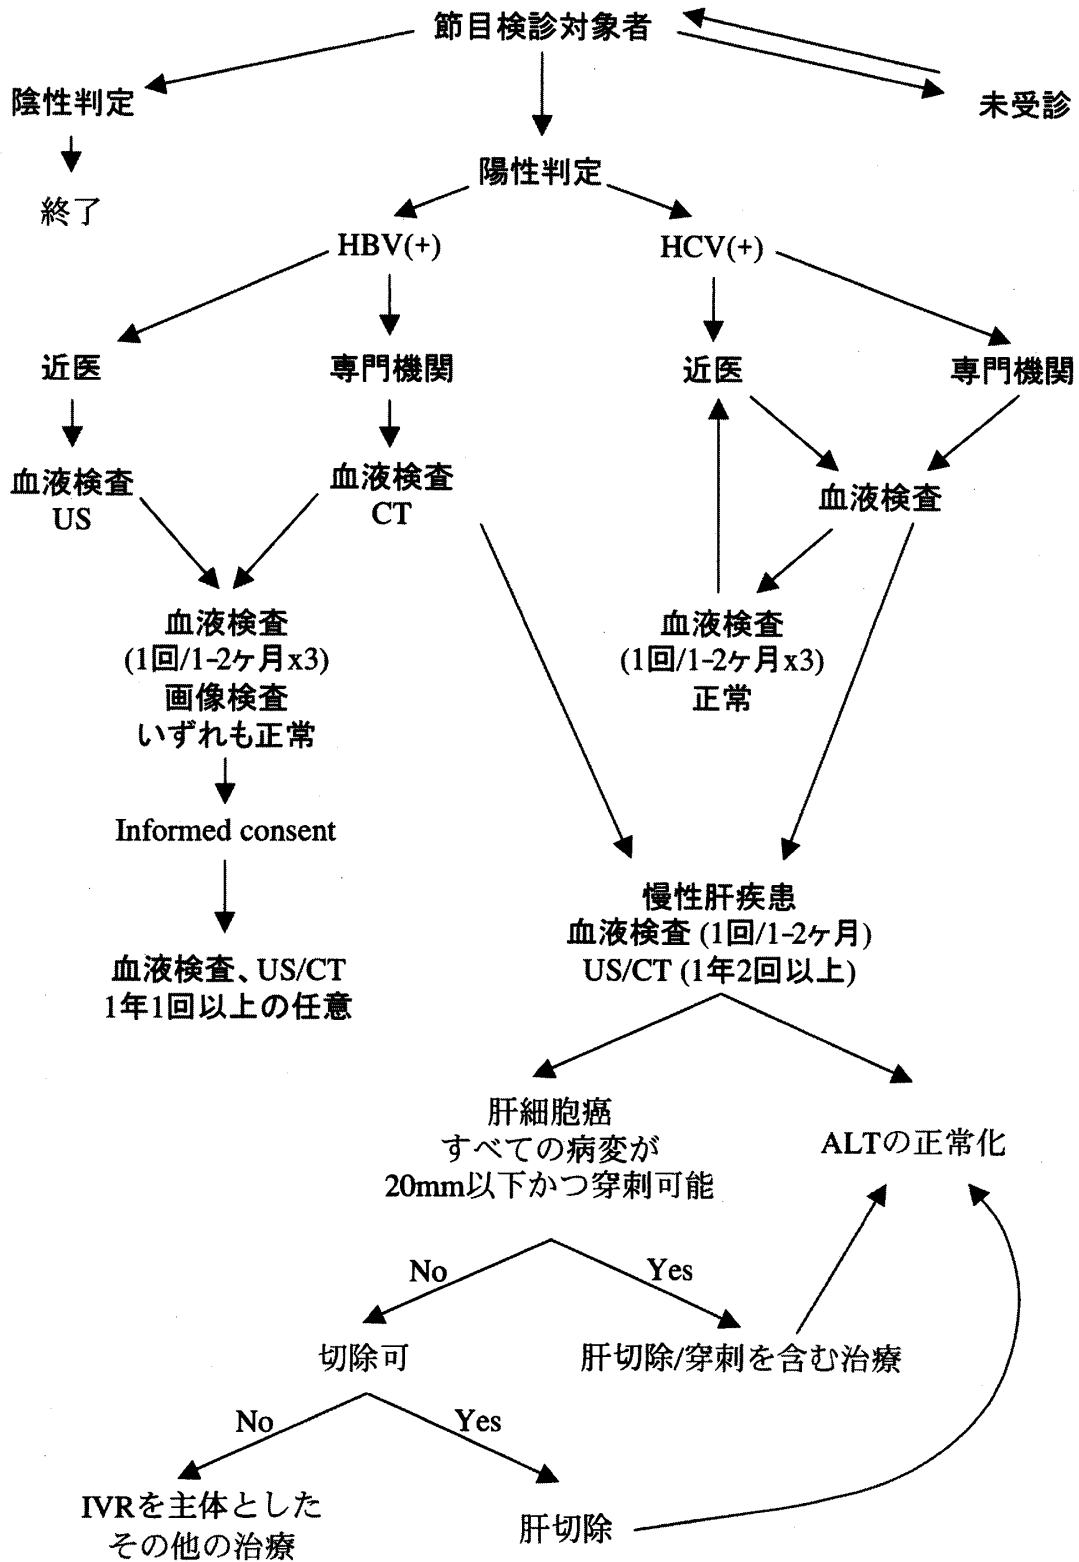 節目検診対象者
陰性判定
未受診
終了
陽性判定
HBV(+)
HCV(+)
近医
専門機関
近医
専門機関
血液検査
US
血液検査
CT
血液検査
血液検査
(1回/1-2ヶ月x3)
画像検査
いずれも正常
血液検査
(1回/1-2ヶ月x3)
正常
Informed consent
血液検査、US/CT
1年1回以上の任意
慢性肝疾患
血液検査 (1回/1-2ヶ月)
US/CT (1年2回以上)
肝細胞癌
すべての病変が
20mm以下かつ穿刺可能
ALTの正常化
No
Yes
切除可
肝切除/穿刺を含む治療
No
Yes
IVRを主体とした
その他の治療
肝切除